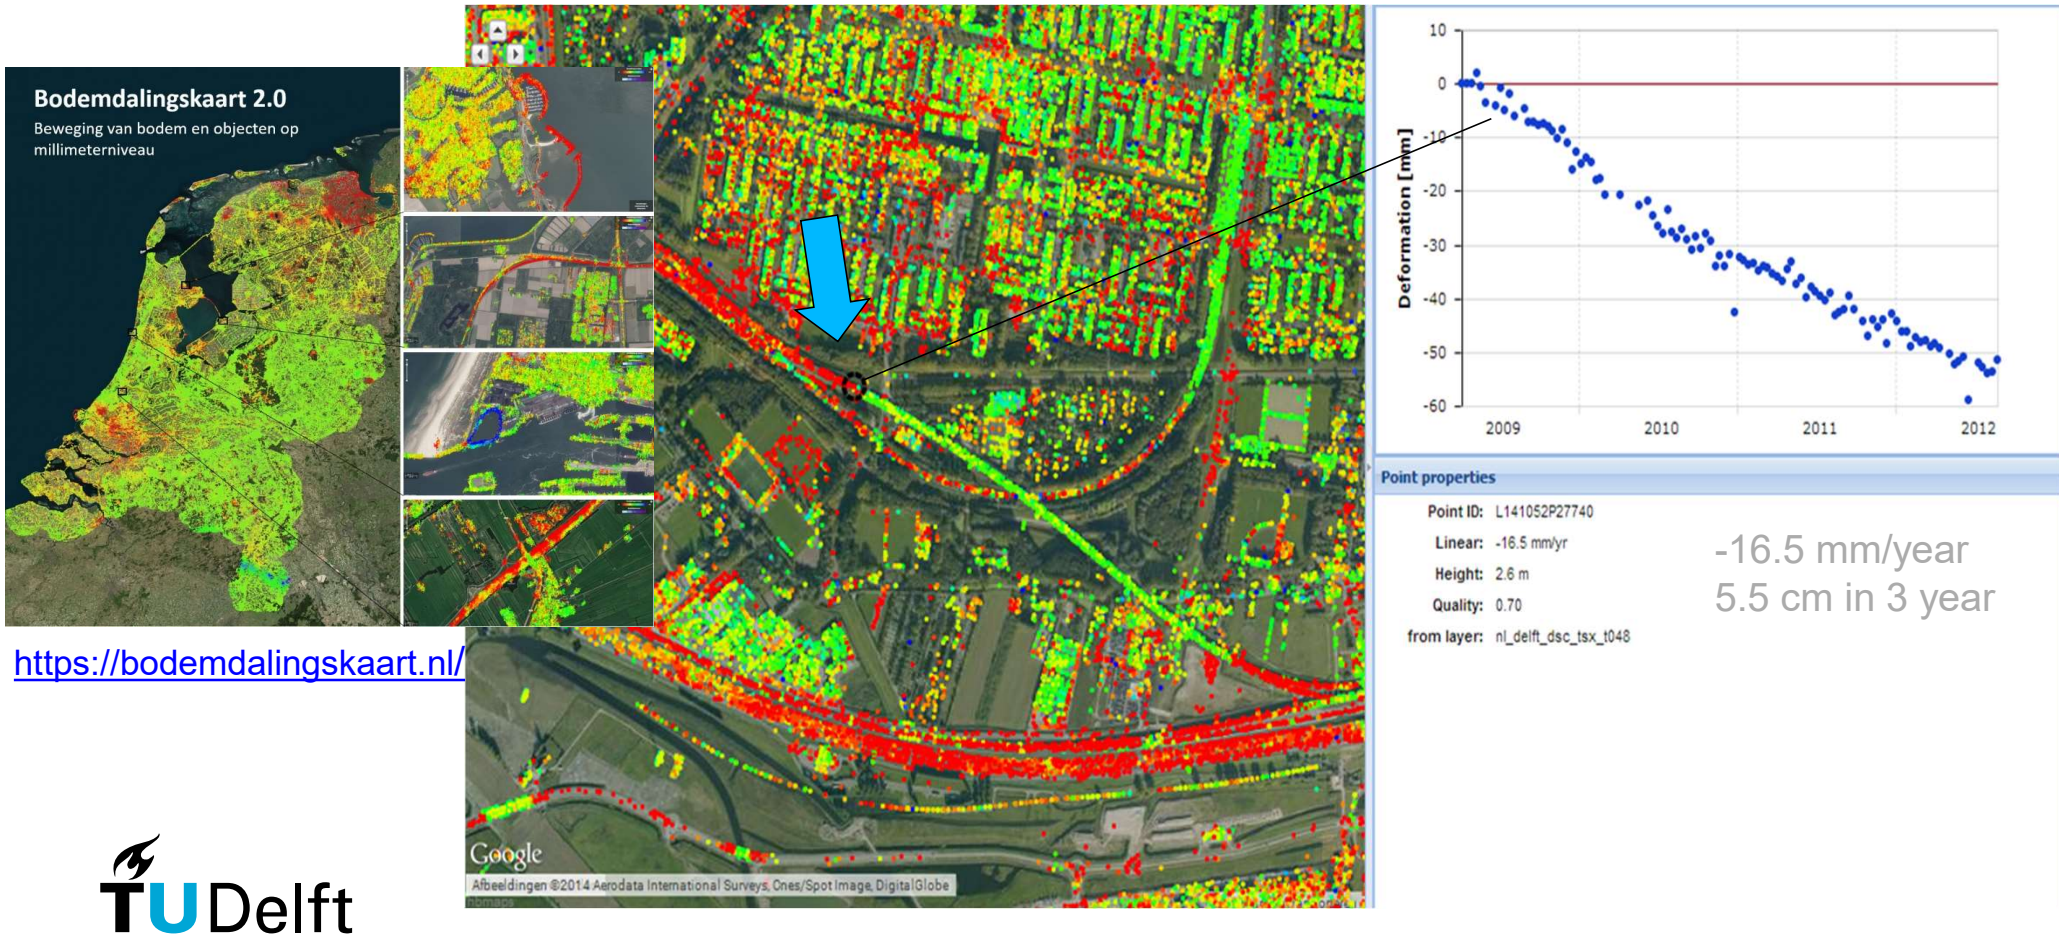 Bodemdalingskaart 2.0
Beweging van bodem en objecten op
millimeterniveau
https://bodemdalingskaart.nl/
TUDelft
Google
Afbeeldingen ©2014 Aerodata International Surveys, Cnes/Spot Image, DigitalGlobe
Deformation [mm]
10
0
-10
-20
-30
-40
-50
-60
2009
2010
2011
2012
Point properties
Point ID: L141052P27740
Linear: -16.5 mm/yr
Height: 2.6 m
Quality: 0.70
from layer: nl_delft_dsc_tsx_t048
-16.5 mm/year
5.5 cm in 3 year